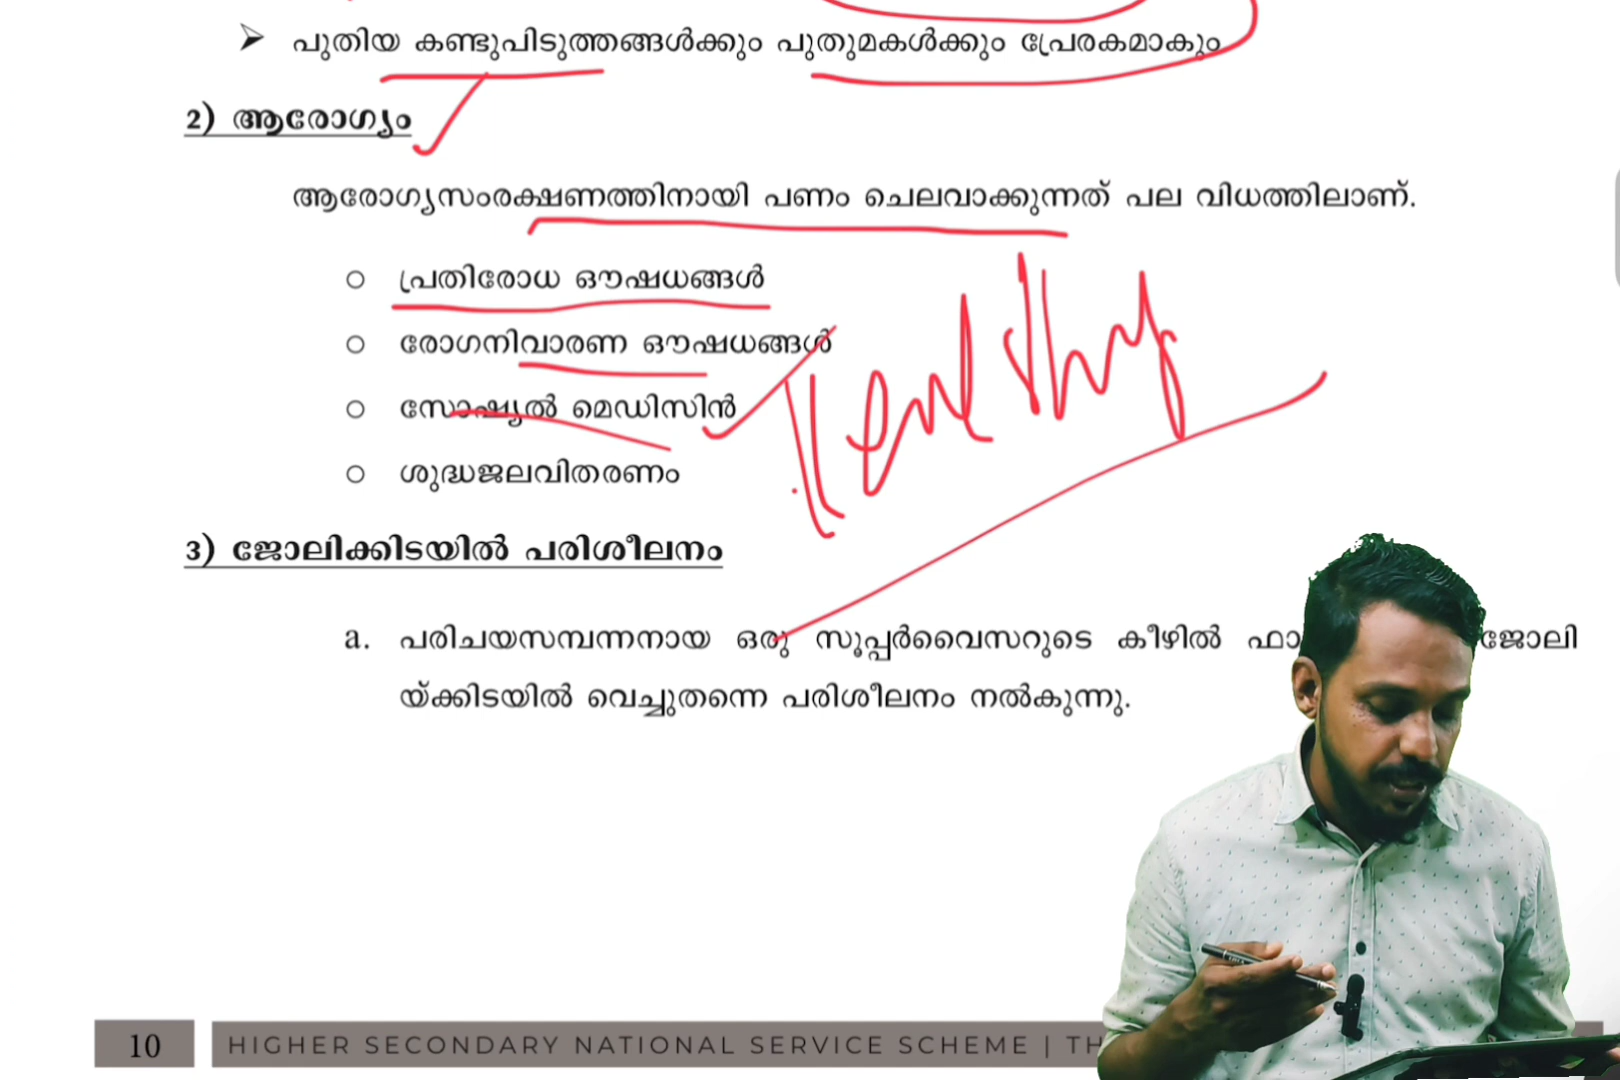 ➤ പുതിയ കണ്ടുപിടുത്തങ്ങൾക്കും പുതുമകൾക്കും പ്രേരകമാകും
2) ആരോഗ്യം
ആരോഗ്യസംരക്ഷണത്തിനായി പണം ചെലവാക്കുന്നത് പല വിധത്തിലാണ്.
○ പ്രതിരോധ ഔഷധങ്ങൾ
○ രോഗനിവാരണ ഔഷധങ്ങൾ
○ സോഷ്യൽ മെഡിസിൻ
○ ശുദ്ധജലവിതരണം
3) ജോലിക്കിടയിൽ പരിശീലനം
a. പരിചയസമ്പന്നനായ ഒരു സൂപ്പർവൈസറുടെ കീഴിൽ ജോലി
യ്ക്കിടയിൽ വെച്ചുതന്നെ പരിശീലനം നൽകുന്നു.
10 HIGHER SECONDARY NATIONAL SERVICE SCHEME |